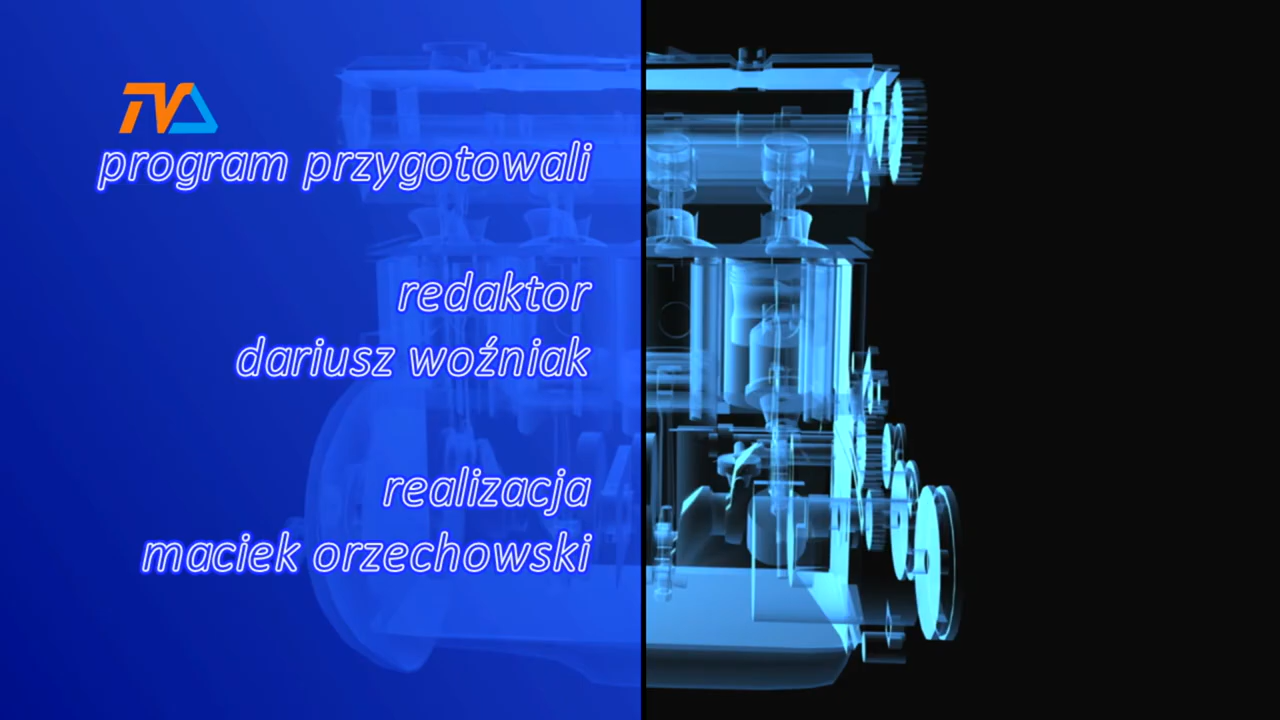 TVA
program przygotowali
redaktor
dariusz woźniak
realizacja
maciek orzechowski